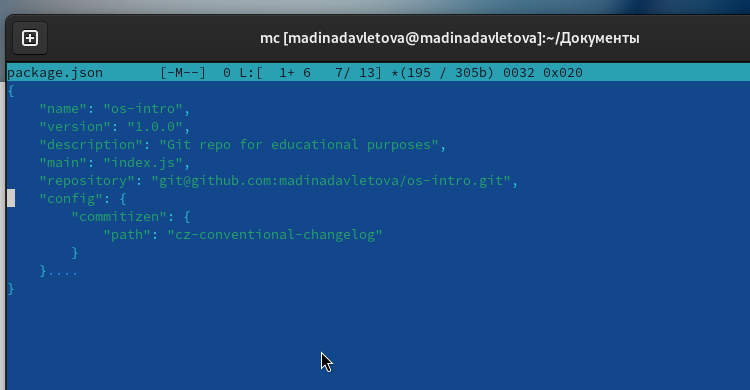 mc [madinadavletova@madinadavletova]:~/Документы
package.json       [-M--]  0 L:[  1+ 6   7/ 13] *(195 / 305b) 0032 0x020
{
    "name": "os-intro",
    "version": "1.0.0",
    "description": "Git repo for educational purposes",
    "main": "index.js",
    "repository": "git@github.com:madinadavletova/os-intro.git",
    "config": {
        "commitizen": {
            "path": "cz-conventional-changelog"
        }
    }....
}